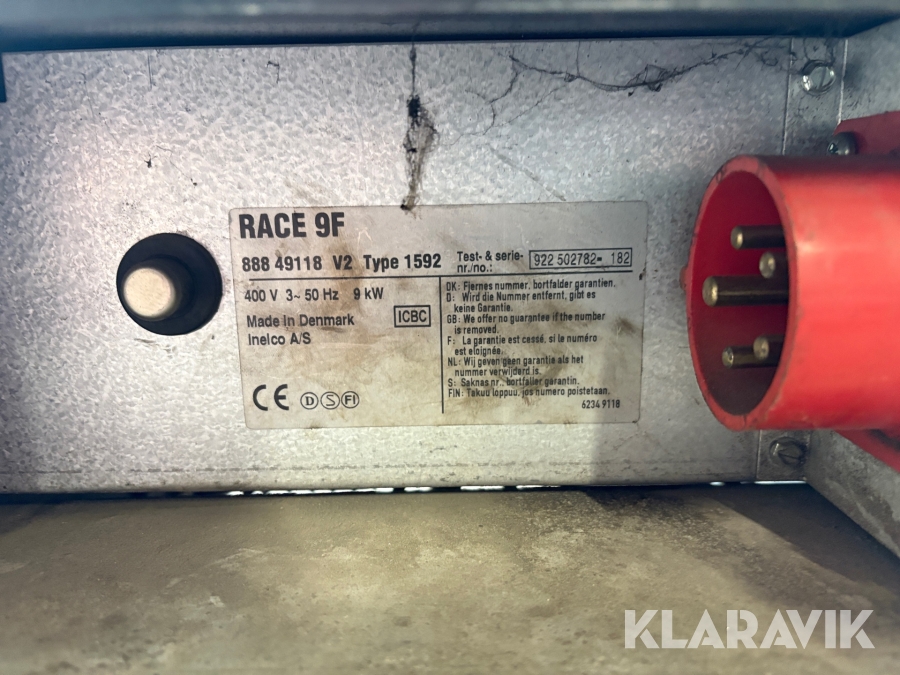 RACE 9F
888 49118 V2 Type 1592
Test- & serie-
nr./no.:
922 502782- 182
400 V 3~ 50 Hz 9 kW
Made in Denmark
Inelco A/S
ICBC
CE D S FI
DK: Fjernes nummer, bortfalder garantien.
D: Wird die Nummer entfernt, gibt es
keine Garantie.
GB: We offer no guarantee if the number
is removed.
F: La garantie est cessé, si le numéro
est eloignée.
NL: Wij geven geen garantie als het
nummer verwijderd is.
S: Saknas nr., bortfaller garantin.
FIN: Takuu loppuu, jos numero poistetaan.
6234 9118
KLARAVIK